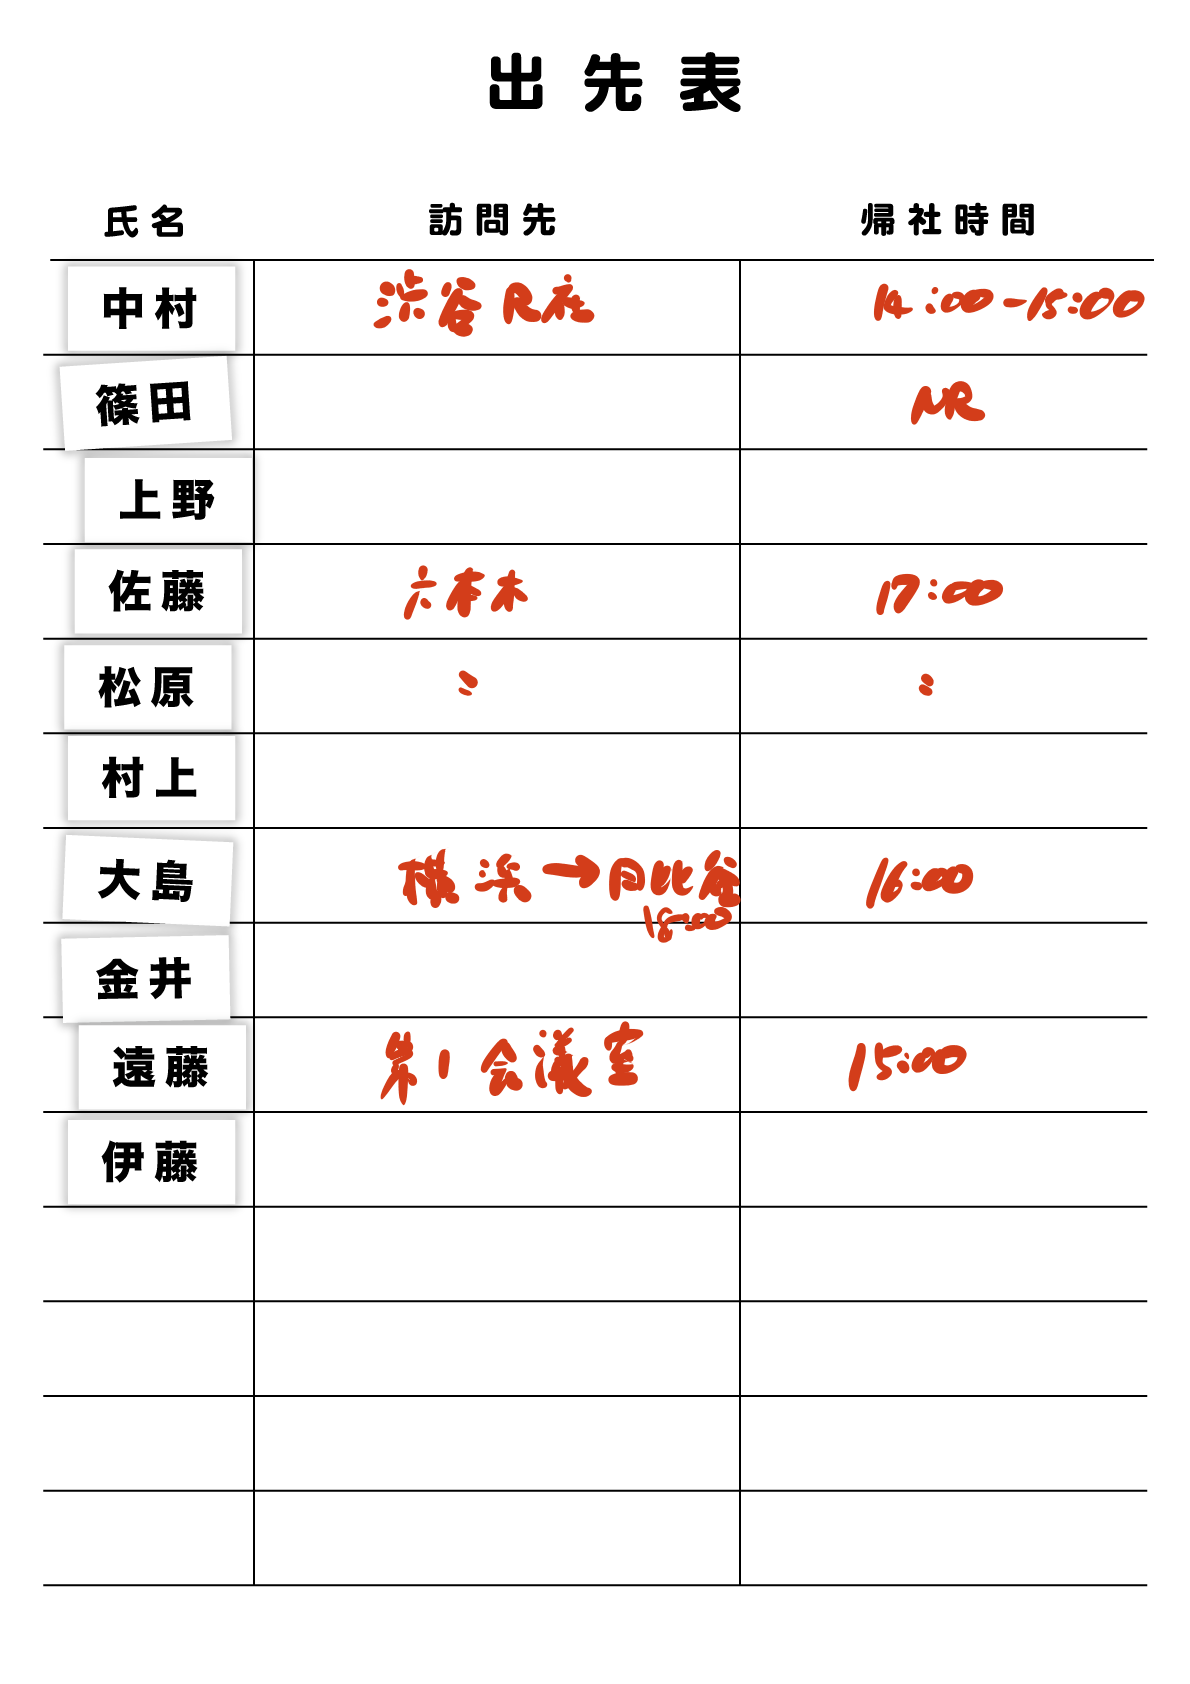 出先表
氏名 訪問先 帰社時間
中村 渋谷 R座 14:00-15:00
篠田 NR
上野
佐藤 六本木 17:00
松原 〃 〃
村上
大島 横浜→日比谷 16:00
18:00
金井
遠藤 第1会議室 15:00
伊藤